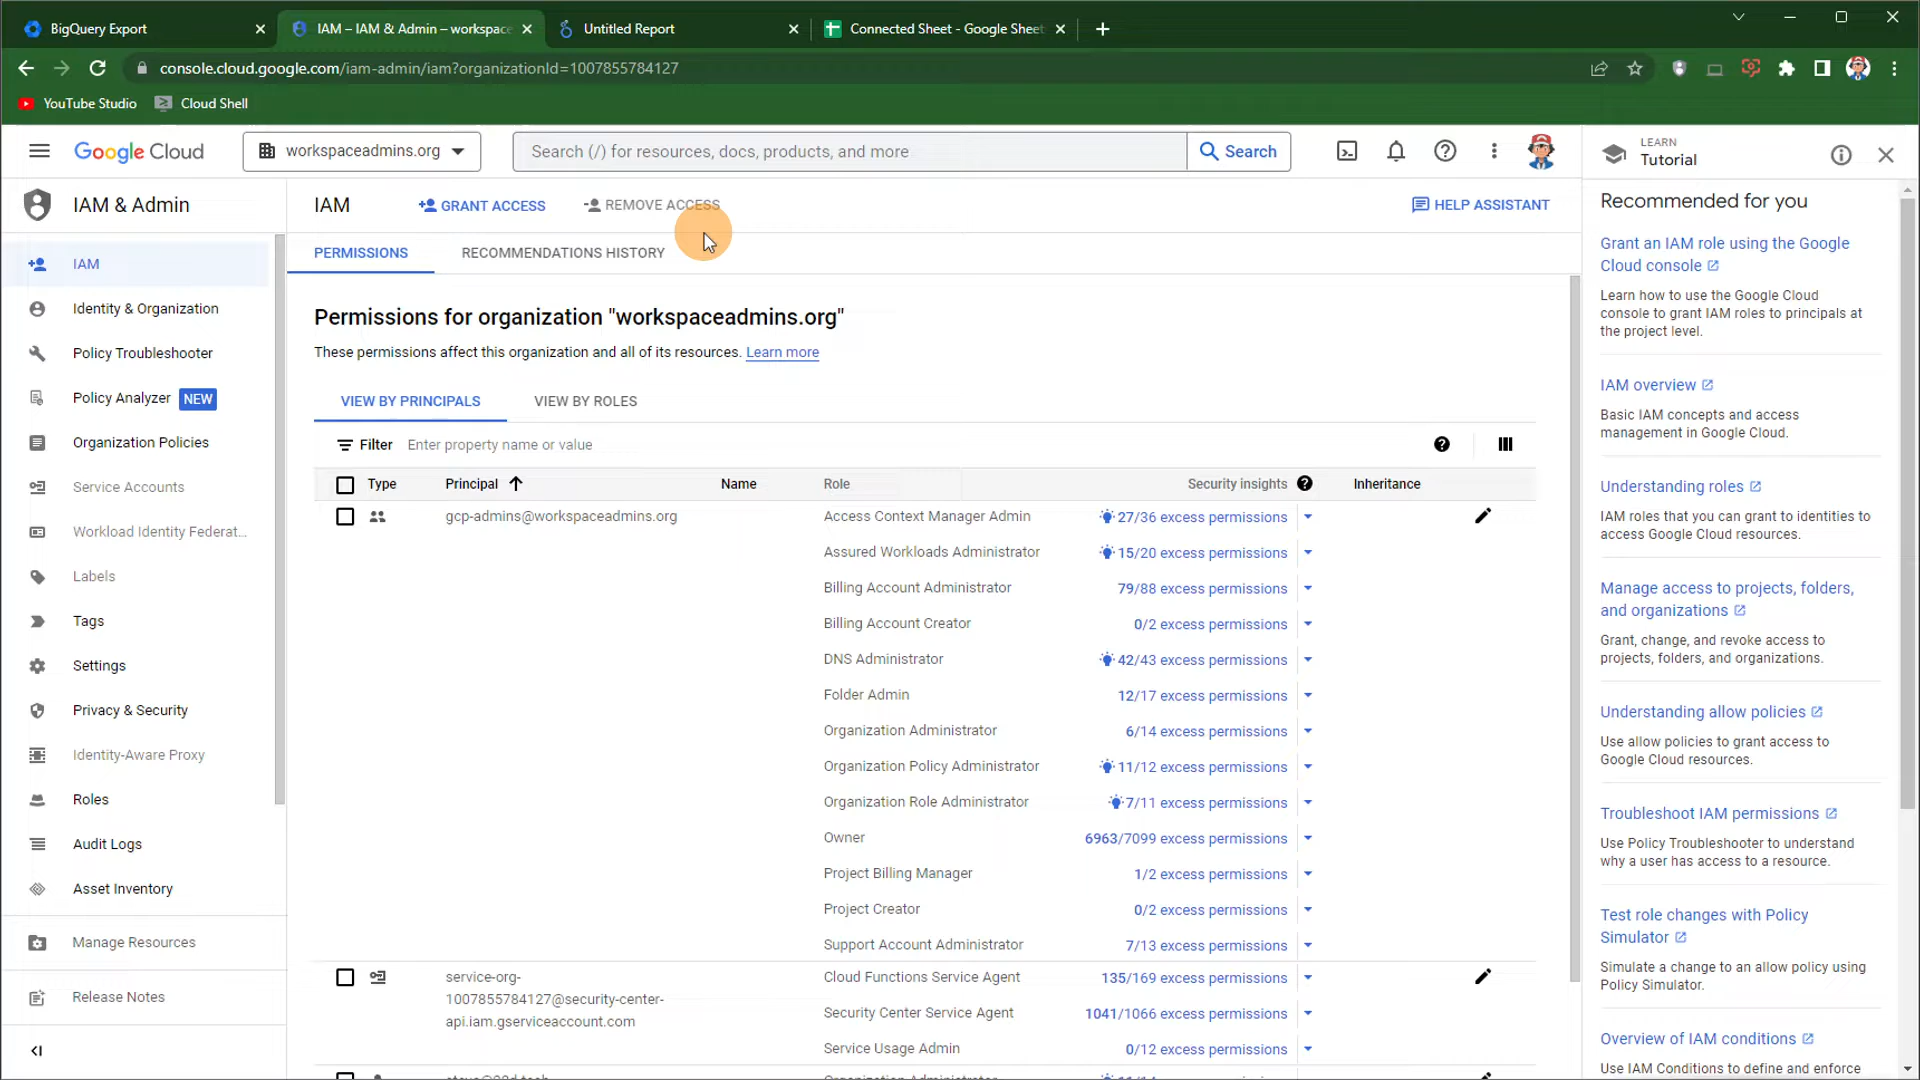 BigQuery Export
IAM – IAM & Admin – workspace
Untitled Report
Connected Sheet - Google Sheet
console.cloud.google.com/iam-admin/iam?organizationId=1007855784127
YouTube Studio
Cloud Shell
Google Cloud
workspaceadmins.org
Search (/) for resources, docs, products, and more
Search
LEARN
Tutorial
IAM & Admin
IAM
GRANT ACCESS
REMOVE ACCESS
HELP ASSISTANT
PERMISSIONS
RECOMMENDATIONS HISTORY
IAM
Identity & Organization
Policy Troubleshooter
Policy Analyzer NEW
Organization Policies
Service Accounts
Workload Identity Federat...
Labels
Tags
Settings
Privacy & Security
Identity-Aware Proxy
Roles
Audit Logs
Asset Inventory
Manage Resources
Release Notes
Permissions for organization "workspaceadmins.org"
These permissions affect this organization and all of its resources. Learn more
VIEW BY PRINCIPALS
VIEW BY ROLES
Filter Enter property name or value
Type Principal Name Role Security insights Inheritance
gcp-admins@workspaceadmins.org
Access Context Manager Admin 27/36 excess permissions
Assured Workloads Administrator 15/20 excess permissions
Billing Account Administrator 79/88 excess permissions
Billing Account Creator 0/2 excess permissions
DNS Administrator 42/43 excess permissions
Folder Admin 12/17 excess permissions
Organization Administrator 6/14 excess permissions
Organization Policy Administrator 11/12 excess permissions
Organization Role Administrator 7/11 excess permissions
Owner 6963/7099 excess permissions
Project Billing Manager 1/2 excess permissions
Project Creator 0/2 excess permissions
Support Account Administrator 7/13 excess permissions
service-org-
1007855784127@security-center-
api.iam.gserviceaccount.com
Cloud Functions Service Agent 135/169 excess permissions
Security Center Service Agent 1041/1066 excess permissions
Service Usage Admin 0/12 excess permissions
Recommended for you
Grant an IAM role using the Google
Cloud console
Learn how to use the Google Cloud
console to grant IAM roles to principals at
the project level.
IAM overview
Basic IAM concepts and access
management in Google Cloud.
Understanding roles
IAM roles that you can grant to identities to
access Google Cloud resources.
Manage access to projects, folders,
and organizations
Grant, change, and revoke access to
projects, folders, and organizations.
Understanding allow policies
Use allow policies to grant access to
Google Cloud resources.
Troubleshoot IAM permissions
Use Policy Troubleshooter to understand
why a user has access to a resource.
Test role changes with Policy
Simulator
Simulate a change to an allow policy using
Policy Simulator.
Overview of IAM conditions
Use IAM Conditions to define and enforce